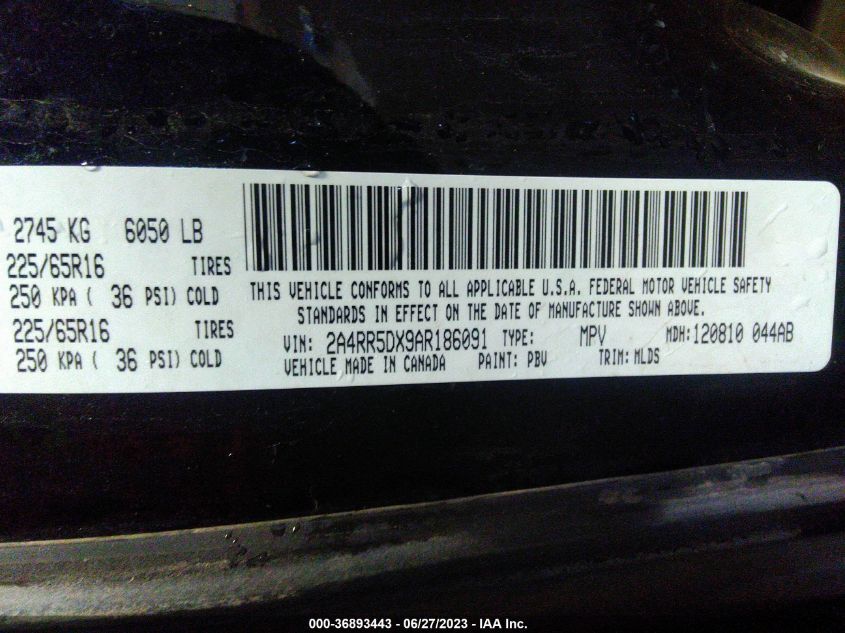 2745 KG 6050 LB
225/65R16 TIRES
250 KPA ( 36 PSI) COLD
225/65R16 TIRES
250 KPA ( 36 PSI) COLD
THIS VEHICLE CONFORMS TO ALL APPLICABLE U.S.A. FEDERAL MOTOR VEHICLE SAFETY
STANDARDS IN EFFECT ON THE DATE OF MANUFACTURE SHOWN ABOVE.
VIN: 2A4RR5DX9AR186091 TYPE: MPV MDH:120810 044AB
VEHICLE MADE IN CANADA PAINT: PBV TRIM: MLDS
000-36893443 - 06/27/2023 - IAA Inc.